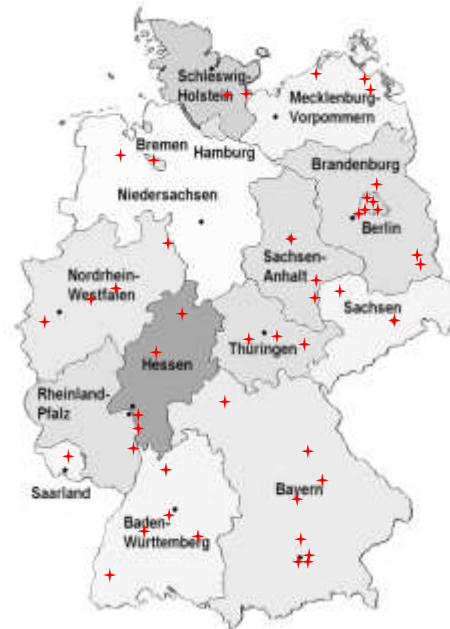 Schleswig-
Holstein
Mecklenburg-
Vorpommern
Hamburg
Bremen
Niedersachsen
Brandenburg
Berlin
Sachsen-
Anhalt
Nordrhein-
Westfalen
Sachsen
Thüringen
Hessen
Rheinland-
Pfalz
Saarland
Bayern
Baden-
Württemberg